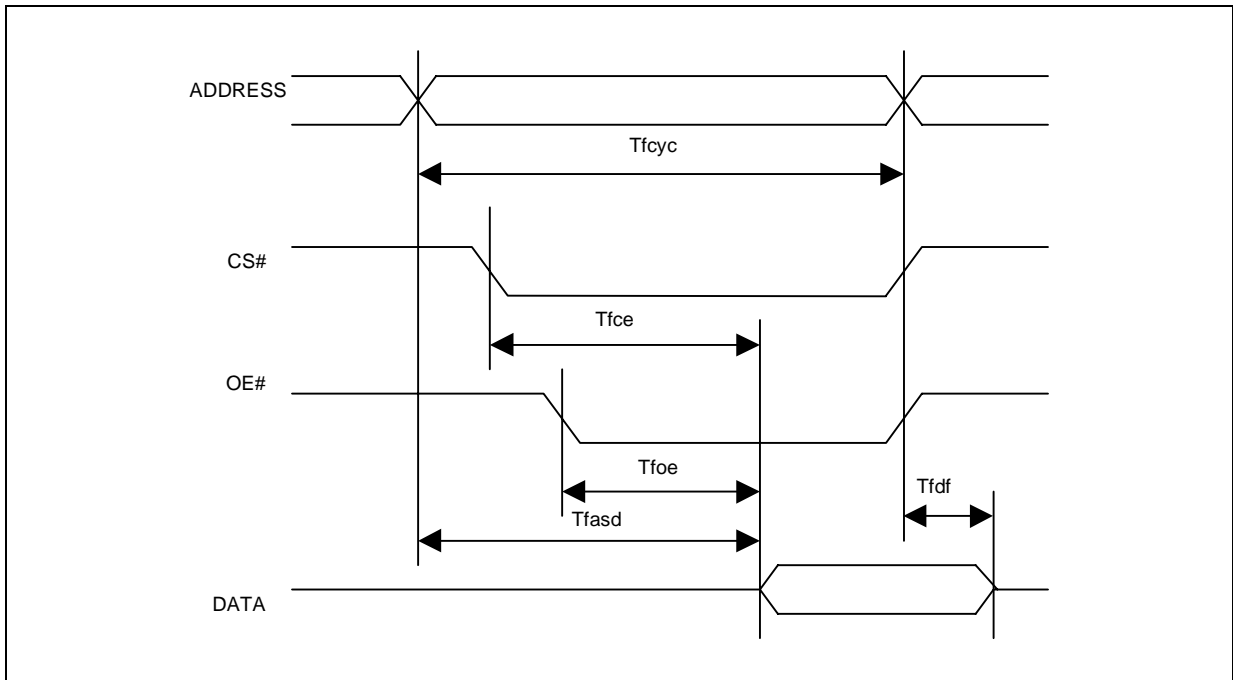 ADDRESS
Tfcyc
CS#
Tfce
OE#
Tfoe
Tfdf
Tfasd
DATA